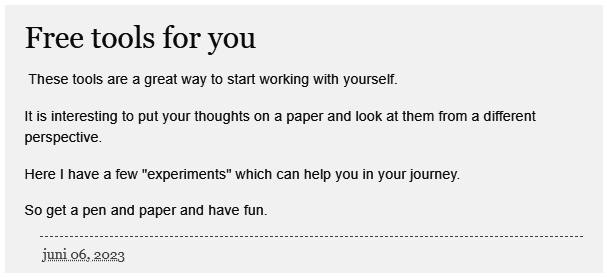 Free tools for you
These tools are a great way to start working with yourself.
It is interesting to put your thoughts on a paper and look at them from a different
perspective.
Here I have a few "experiments" which can help you in your journey.
So get a pen and paper and have fun.
juni 06, 2023